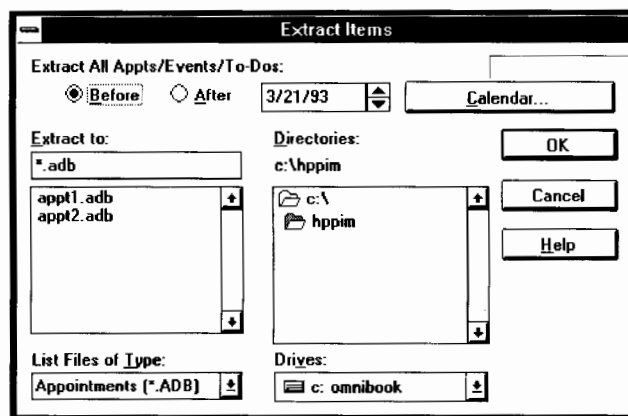 Extract Items
Extract All Appts/Events/To-Dos:
Before After 3/21/93 Calendar...
Extract to: Directories: OK
*.adb c:\hppim
appt1.adb c:\ Cancel
appt2.adb hppim
Help
List Files of Type: Drives:
Appointments (*.ADB) c: omnibook